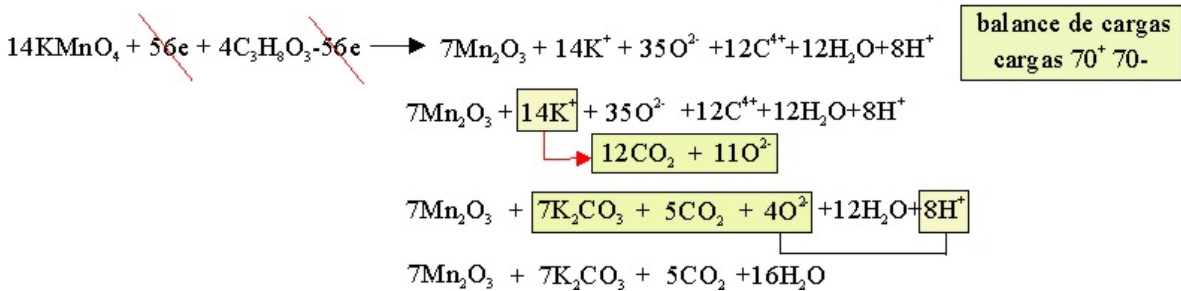 14KMnO₄ + 56e + 4C₃H₈O₃-56e ⟶ 7Mn₂O₃ + 14K⁺ + 35O²⁻ +12C⁴⁺+12H₂O+8H⁺
balance de cargas
cargas 70⁺ 70-
7Mn₂O₃ + 14K⁺ + 35O²⁻ +12C⁴⁺+12H₂O+8H⁺
12CO₂ + 11O²⁻
7Mn₂O₃ + 7K₂CO₃ + 5CO₂ + 4O²⁻ +12H₂O+8H⁺
7Mn₂O₃ + 7K₂CO₃ + 5CO₂ +16H₂O